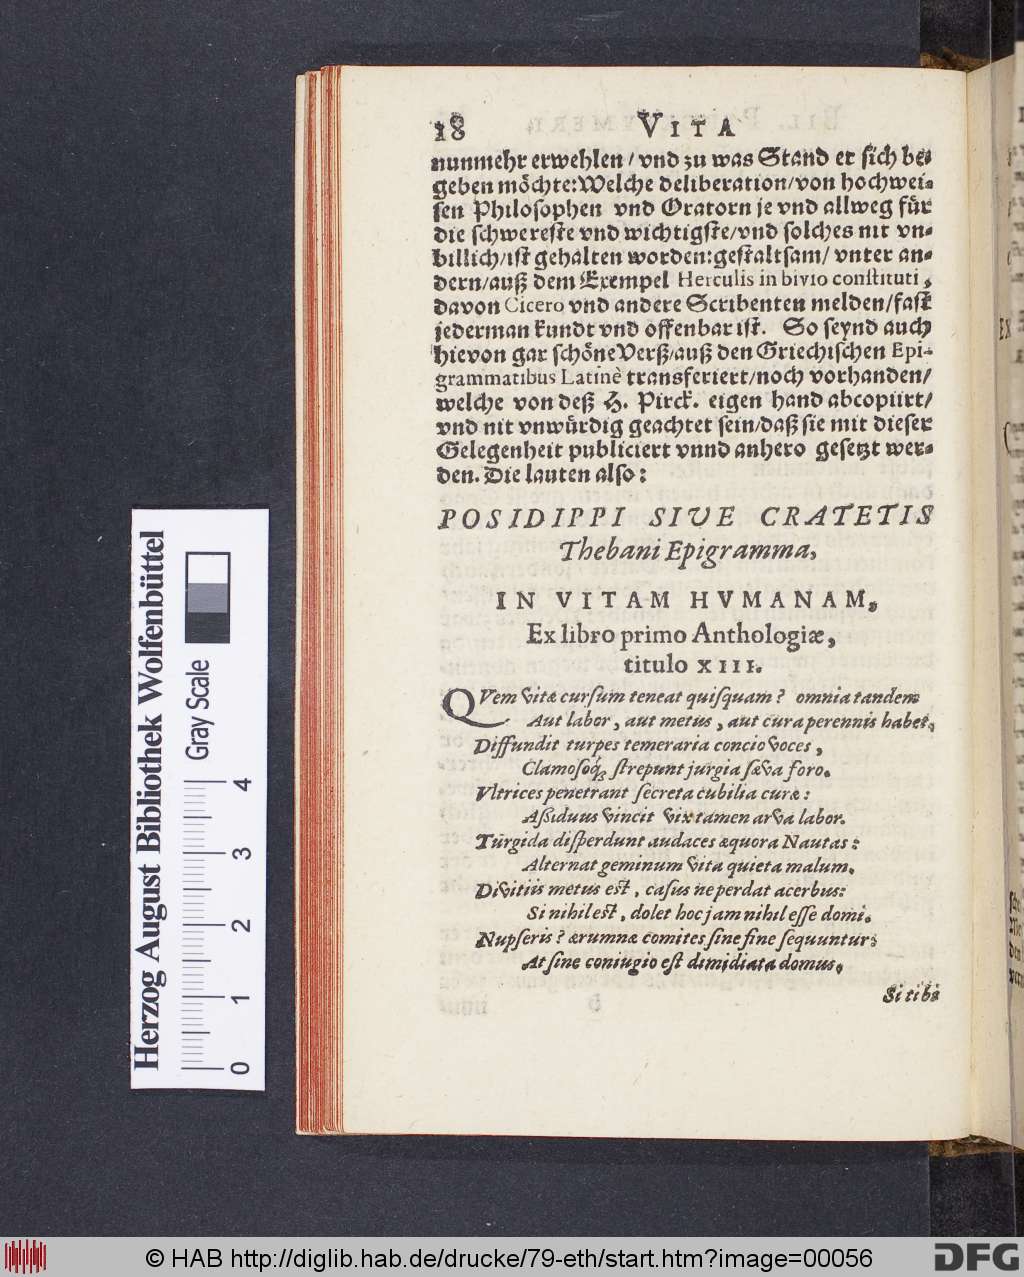 18 VITA
nunmehr erwehlen / vnd zu was Stand er sich be-
geben möchte: Welche deliberation / von hochwei-
sen Philosophen vnd Oratorn je vnd allweg für
die schwereste vnd wichtigste / vnd solches nit vn-
billich / ist gehalten worden: gestaltsam / vnter an-
dern / auß dem Exempel Herculis in bivio constituti,
davon Cicero vnd andere Scribenten melden / fast
jederman kundt vnd offenbar ist. So seynd auch
hievon gar schöne Verß / auß den Griechischen Epi-
grammatibus Latinè transferiert / noch vorhanden /
welche von deß H. Pirck. eigen hand abcopiirt /
vnd nit vnwürdig geachtet sein / daß sie mit dieser
Gelegenheit publiciert vnnd anhero gesetzt wer-
den. Die lauten also:
POSIDIPPI SIVE CRATETIS
Thebani Epigramma,
IN VITAM HVMANAM,
Ex libro primo Anthologiæ,
titulo XIII.
QVem vitæ cursum teneat quisquam? omnia tandem
Aut labor, aut metus, aut cura perennis habet,
Diffundit turpes temeraria concio voces,
Clamosoq; strepunt jurgia sæva foro.
Vltrices penetrant secreta cubilia curæ:
Assiduus vincit vix tamen arva labor.
Turgida disperdunt audaces æquora Nautas:
Alternat geminum vita quieta malum.
Divitiis metus est, casus ne perdat acerbus:
Si nihil est, dolet hoc jam nihil esse domi.
Nupseris? ærumnæ comites sine fine sequuntur:
At sine coniugio est dimidiata domus.
Si tibi
Herzog August Bibliothek Wolfenbüttel
Gray Scale
0 1 2 3 4
© HAB http://diglib.hab.de/drucke/79-eth/start.htm?image=00056
DFG